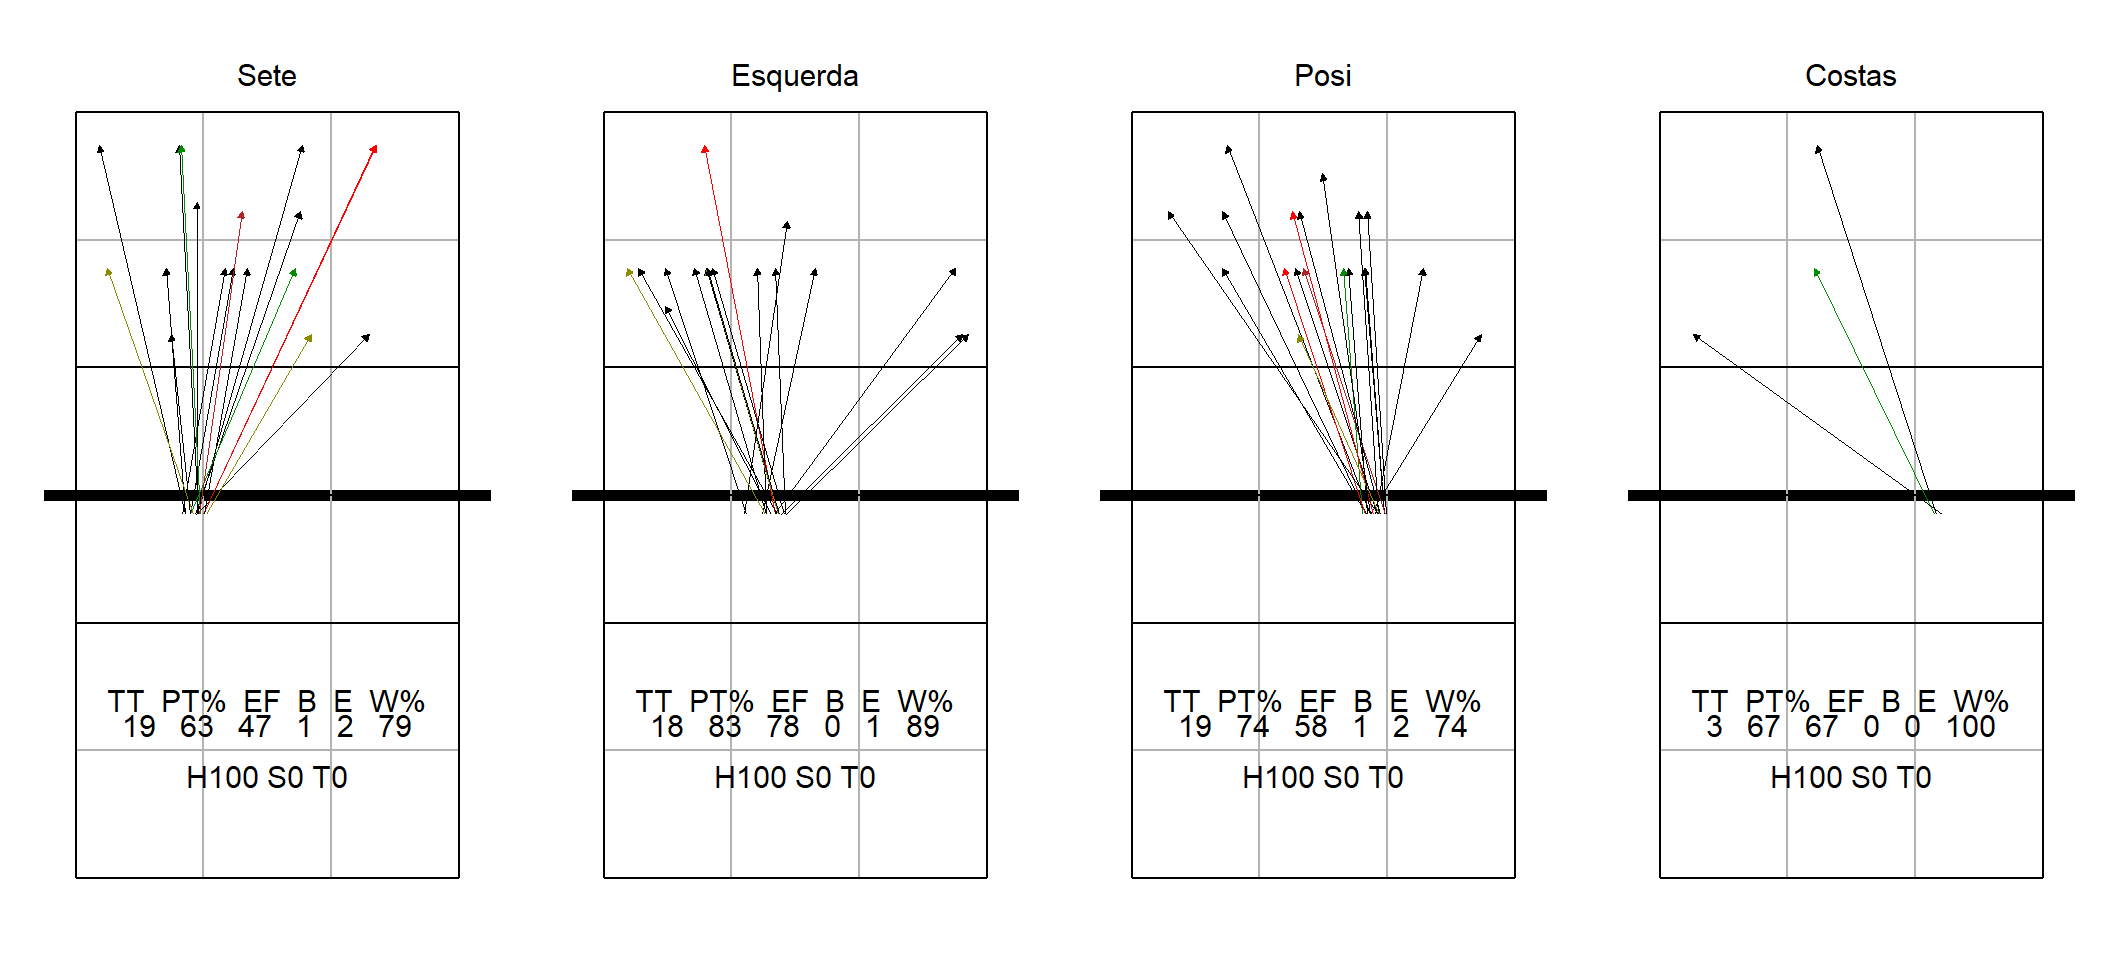 Sete
TT PT% EF B E W%
19 63 47 1 2 79
H100 S0 T0
Esquerda
TT PT% EF B E W%
18 83 78 0 1 89
H100 S0 T0
Posi
TT PT% EF B E W%
19 74 58 1 2 74
H100 S0 T0
Costas
TT PT% EF B E W%
3 67 67 0 0 100
H100 S0 T0